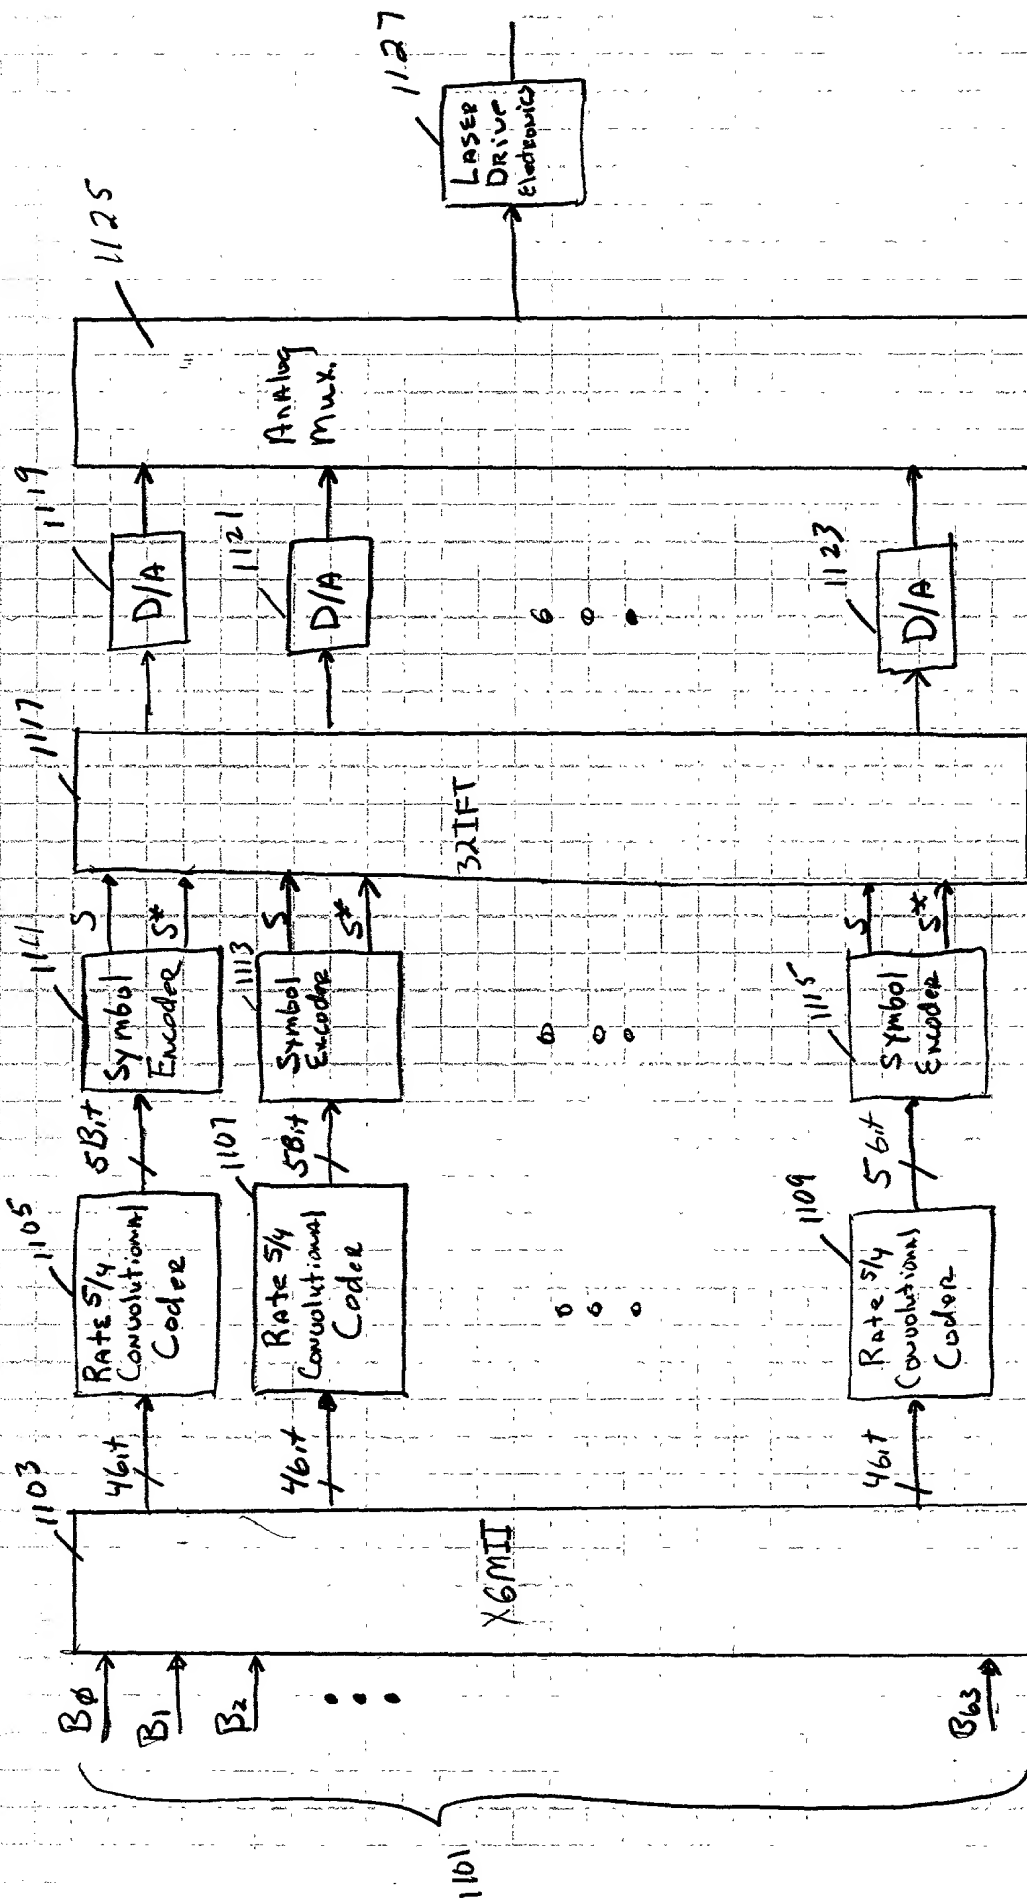 1101
BØ
B1
B2
B63
1103
XGMII
4bit
4bit
4bit
1105
Rate 5/4
Convolutional
Coder
1107
Rate 5/4
Convolutional
Coder
1109
Rate 5/4
Convolutional
Coder
5Bit
5Bit
5bit
1111
Symbol
Encoder
1113
Symbol
Encoder
1115
Symbol
Encoder
S
S*
S
S*
S
S*
1117
32IFT
1119
D/A
1121
D/A
1123
D/A
1125
Analog
Mux.
1127
Laser
Drive
Electronics